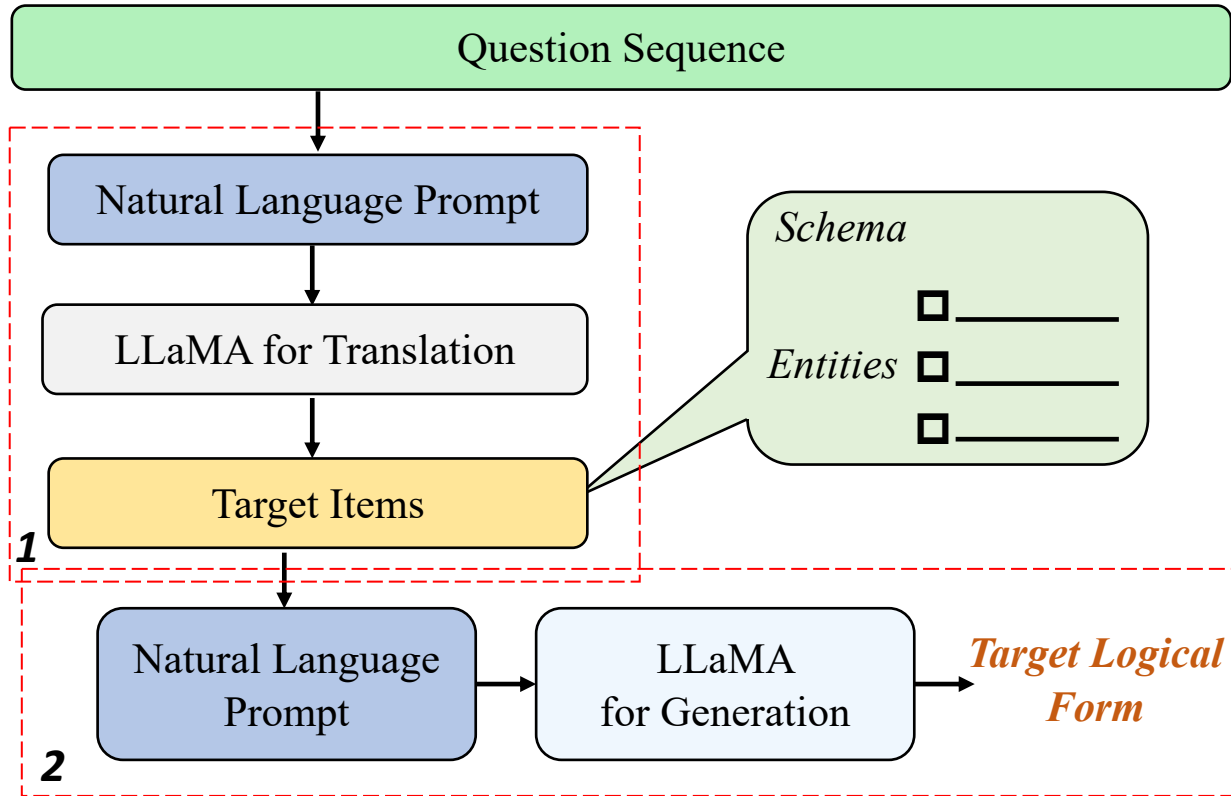 Question Sequence
Natural Language Prompt
LLaMA for Translation
Target Items
1
Schema
Entities
Natural Language
Prompt
LLaMA
for Generation
Target Logical
Form
2